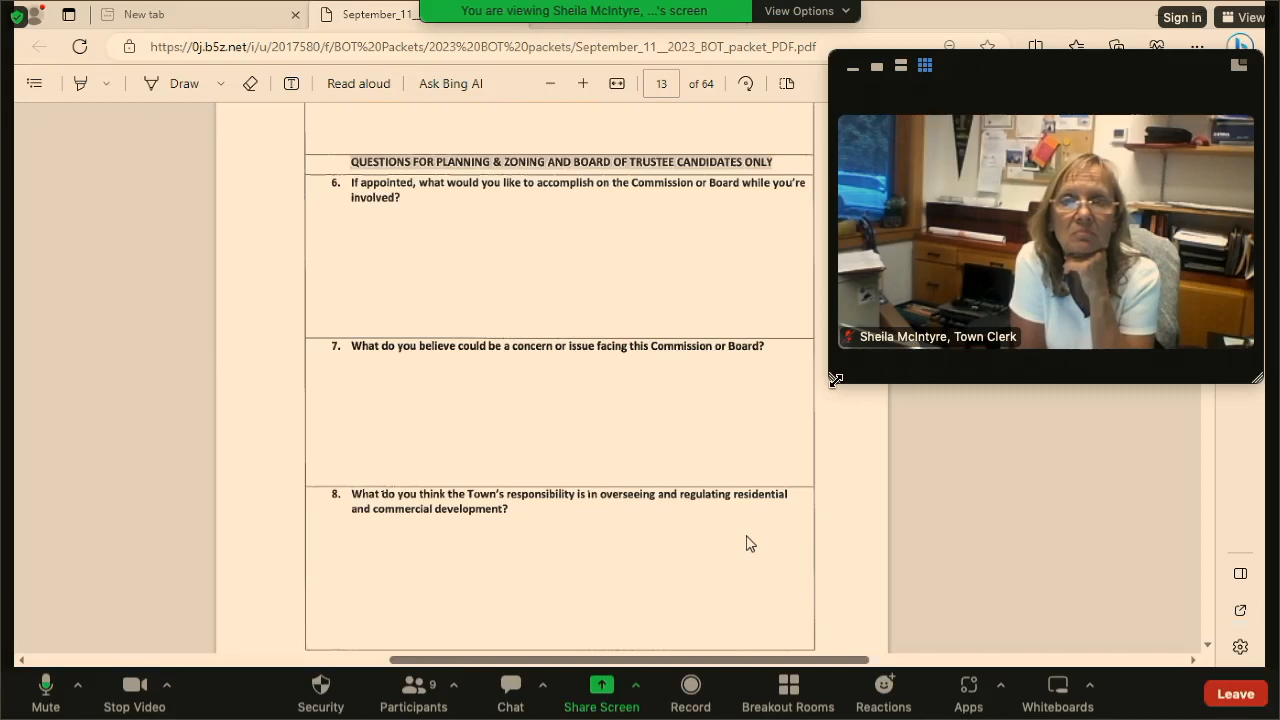 New tab
September_11_
You are viewing Sheila McIntyre, ...'s screen
View Options
Sign in
View
https://0j.b5z.net/i/u/2017580/f/BOT%20Packets/2023%20BOT%20packets/September_11__2023_BOT_packet_PDF.pdf
Draw
Read aloud
Ask Bing AI
13
of 64
QUESTIONS FOR PLANNING & ZONING AND BOARD OF TRUSTEE CANDIDATES ONLY
6. If appointed, what would you like to accomplish on the Commission or Board while you're
involved?
Sheila McIntyre, Town Clerk
7. What do you believe could be a concern or issue facing this Commission or Board?
8. What do you think the Town's responsibility is in overseeing and regulating residential
and commercial development?
Mute
Stop Video
Security
Participants
9
Chat
Share Screen
Record
Breakout Rooms
Reactions
Apps
Whiteboards
Leave